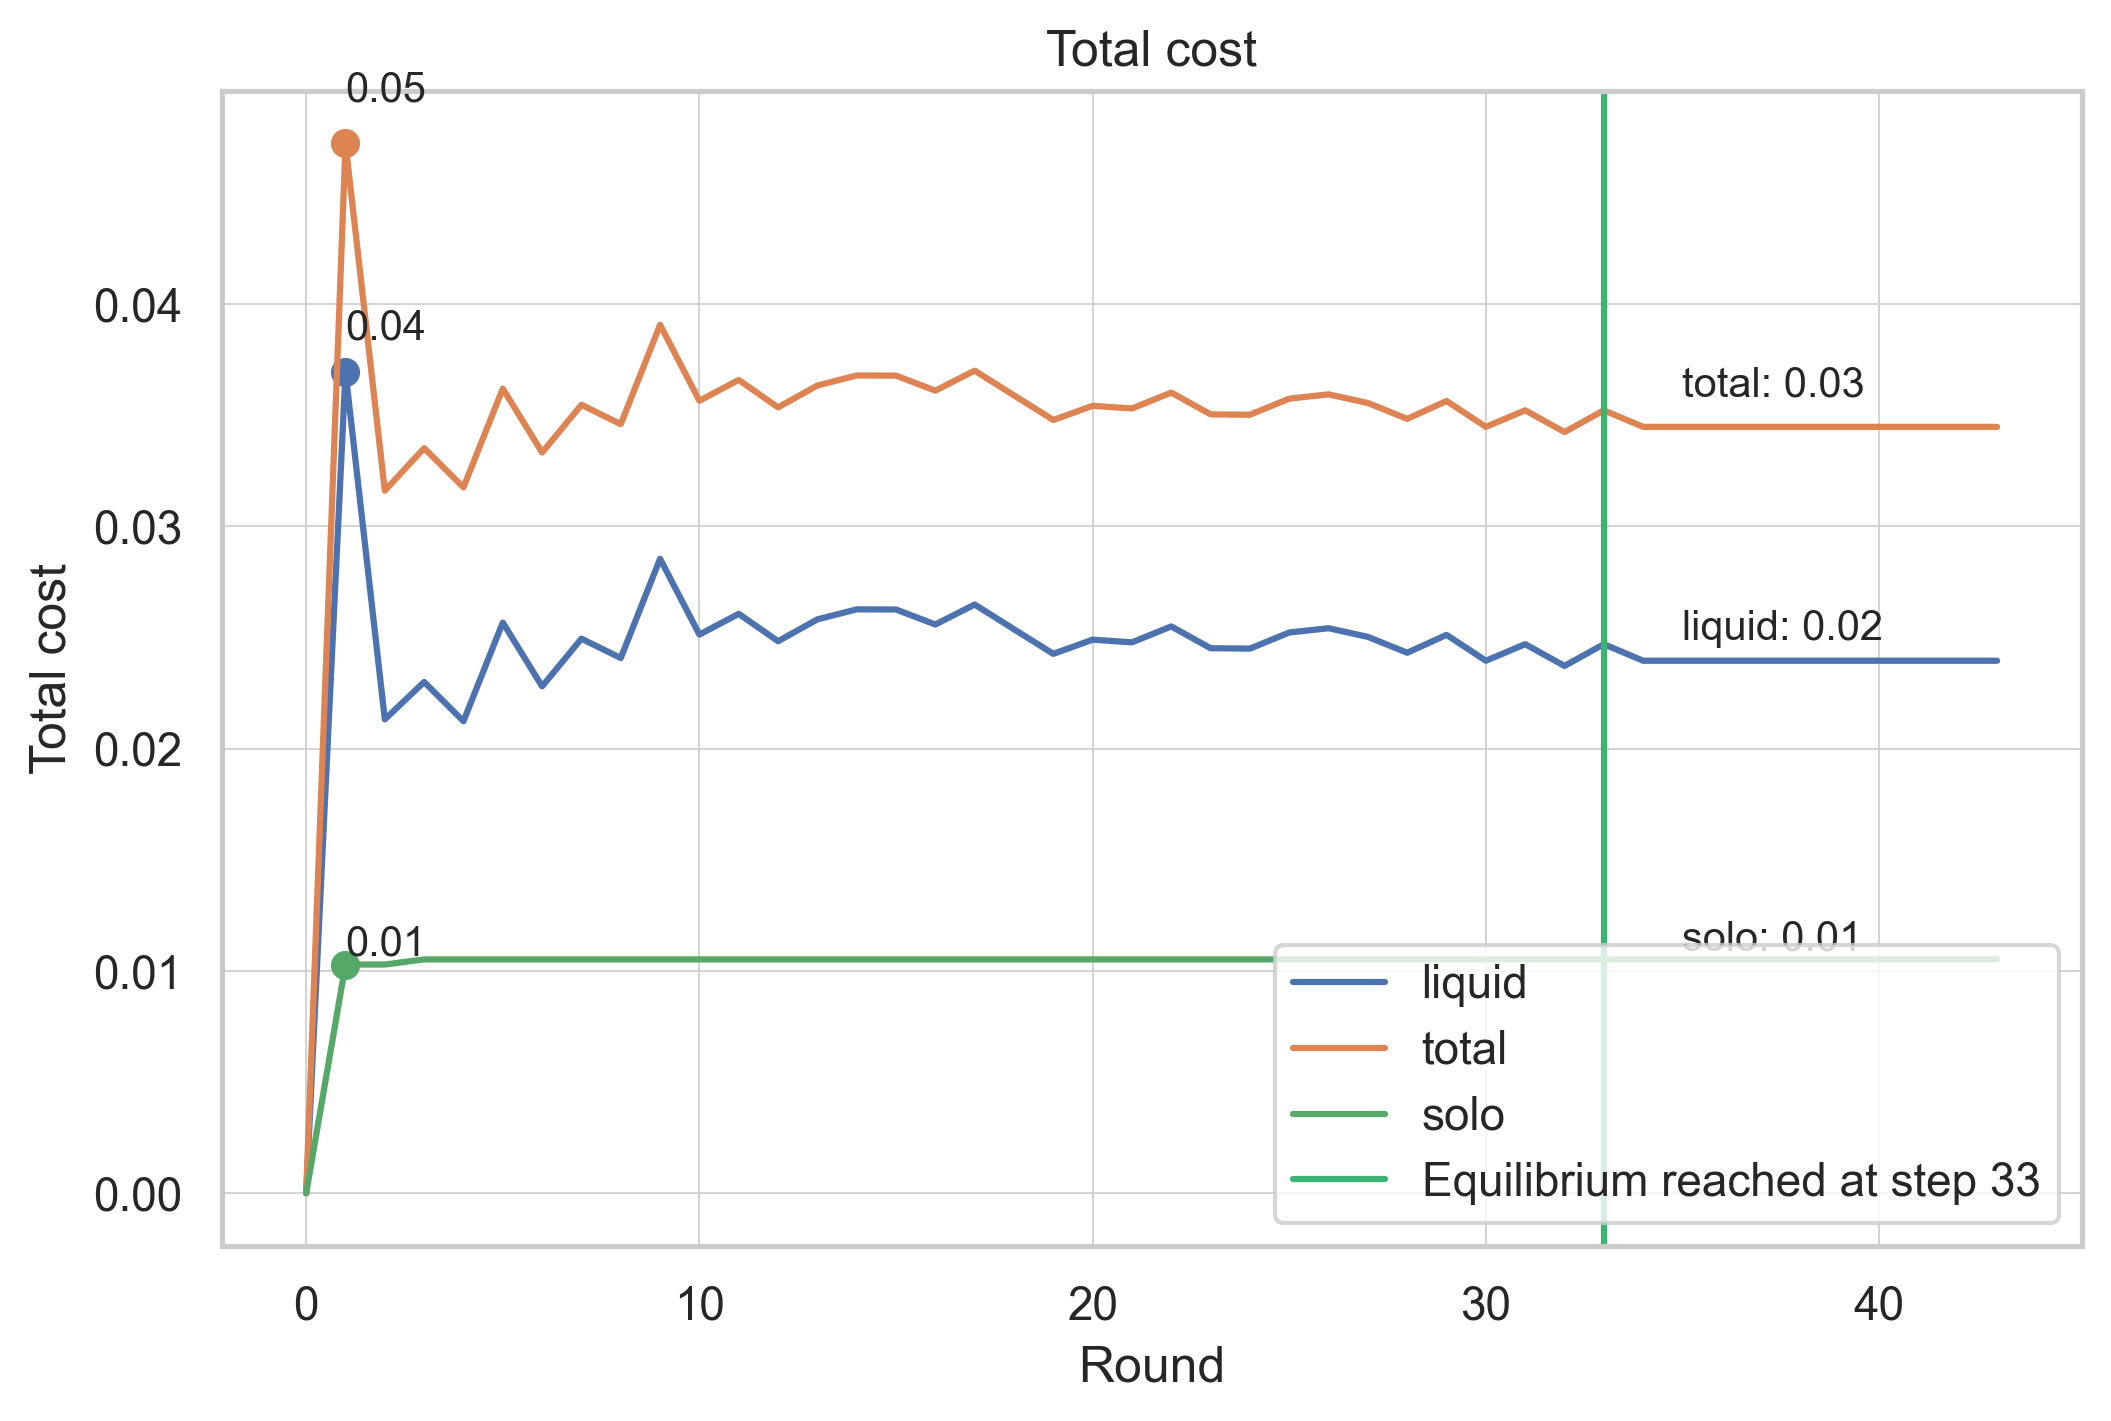 Total cost
0.05
0.04
0.04
total: 0.03
0.03
liquid: 0.02
0.02
Total cost
0.01
solo: 0.01
0.01
liquid
total
solo
Equilibrium reached at step 33
0.00
0 10 20 30 40
Round